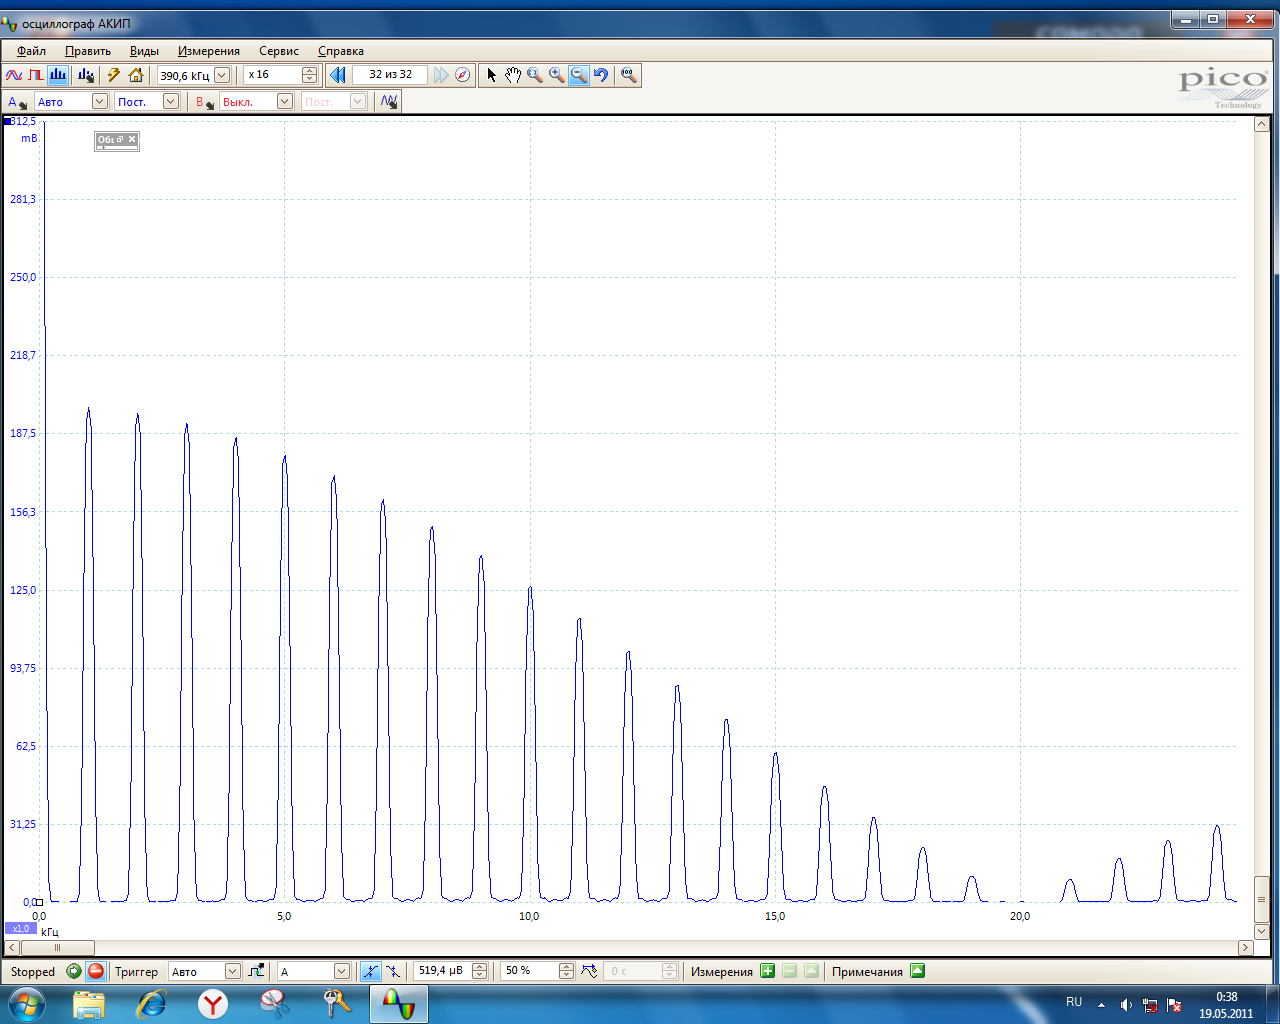 осциллограф АКИП
Файл Править Виды Измерения Сервис Справка
390,6 кГц x 16 32 из 32
pico
Technology
A Авто Пост. B Выкл. Пост.
312,5
mB
281,3
250,0
218,7
187,5
156,3
125,0
93,75
62,5
31,25
0,0
0,0 5,0 10,0 15,0 20,0
x1,0 кГц
Stopped Триггер Авто A 519,4 µB 50 % 0 c Измерения Примечания
RU 0:38
19.05.2011